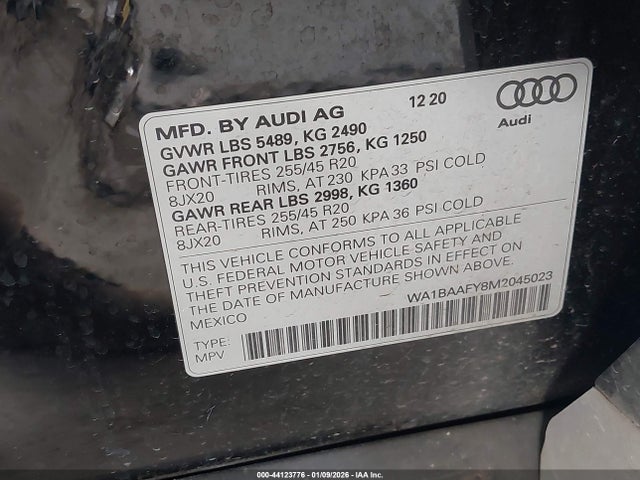 MFD. BY AUDI AG 12 20
Audi
GVWR LBS 5489, KG 2490
GAWR FRONT LBS 2756, KG 1250
FRONT-TIRES 255/45 R20
8JX20 RIMS, AT 230 KPA 33 PSI COLD
GAWR REAR LBS 2998, KG 1360
REAR-TIRES 255/45 R20
8JX20 RIMS, AT 250 KPA 36 PSI COLD
THIS VEHICLE CONFORMS TO ALL APPLICABLE
U.S. FEDERAL MOTOR VEHICLE SAFETY AND
THEFT PREVENTION STANDARDS IN EFFECT ON
THE DATE OF MANUFACTURE SHOWN ABOVE.
MEXICO WA1BAAFY8M2045023
TYPE:
MPV
000-44123776 - 01/09/2026 - IAA Inc.